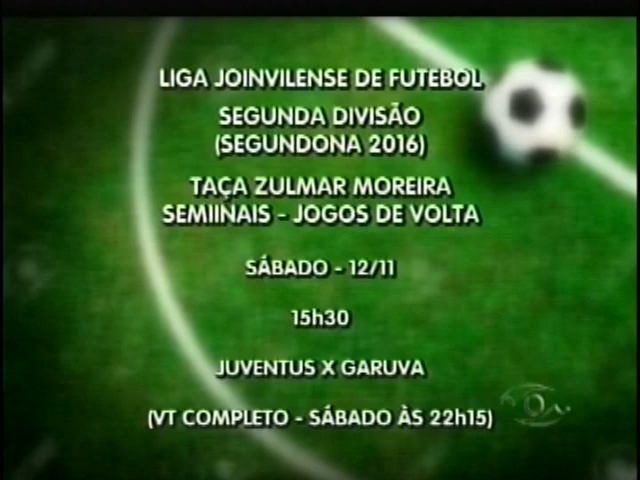 LIGA JOINVILENSE DE FUTEBOL
SEGUNDA DIVISÃO
(SEGUNDONA 2016)
TAÇA ZULMAR MOREIRA
SEMIINAIS - JOGOS DE VOLTA
SÁBADO - 12/11
15h30
JUVENTUS X GARUVA
(VT COMPLETO - SÁBADO ÀS 22h15)